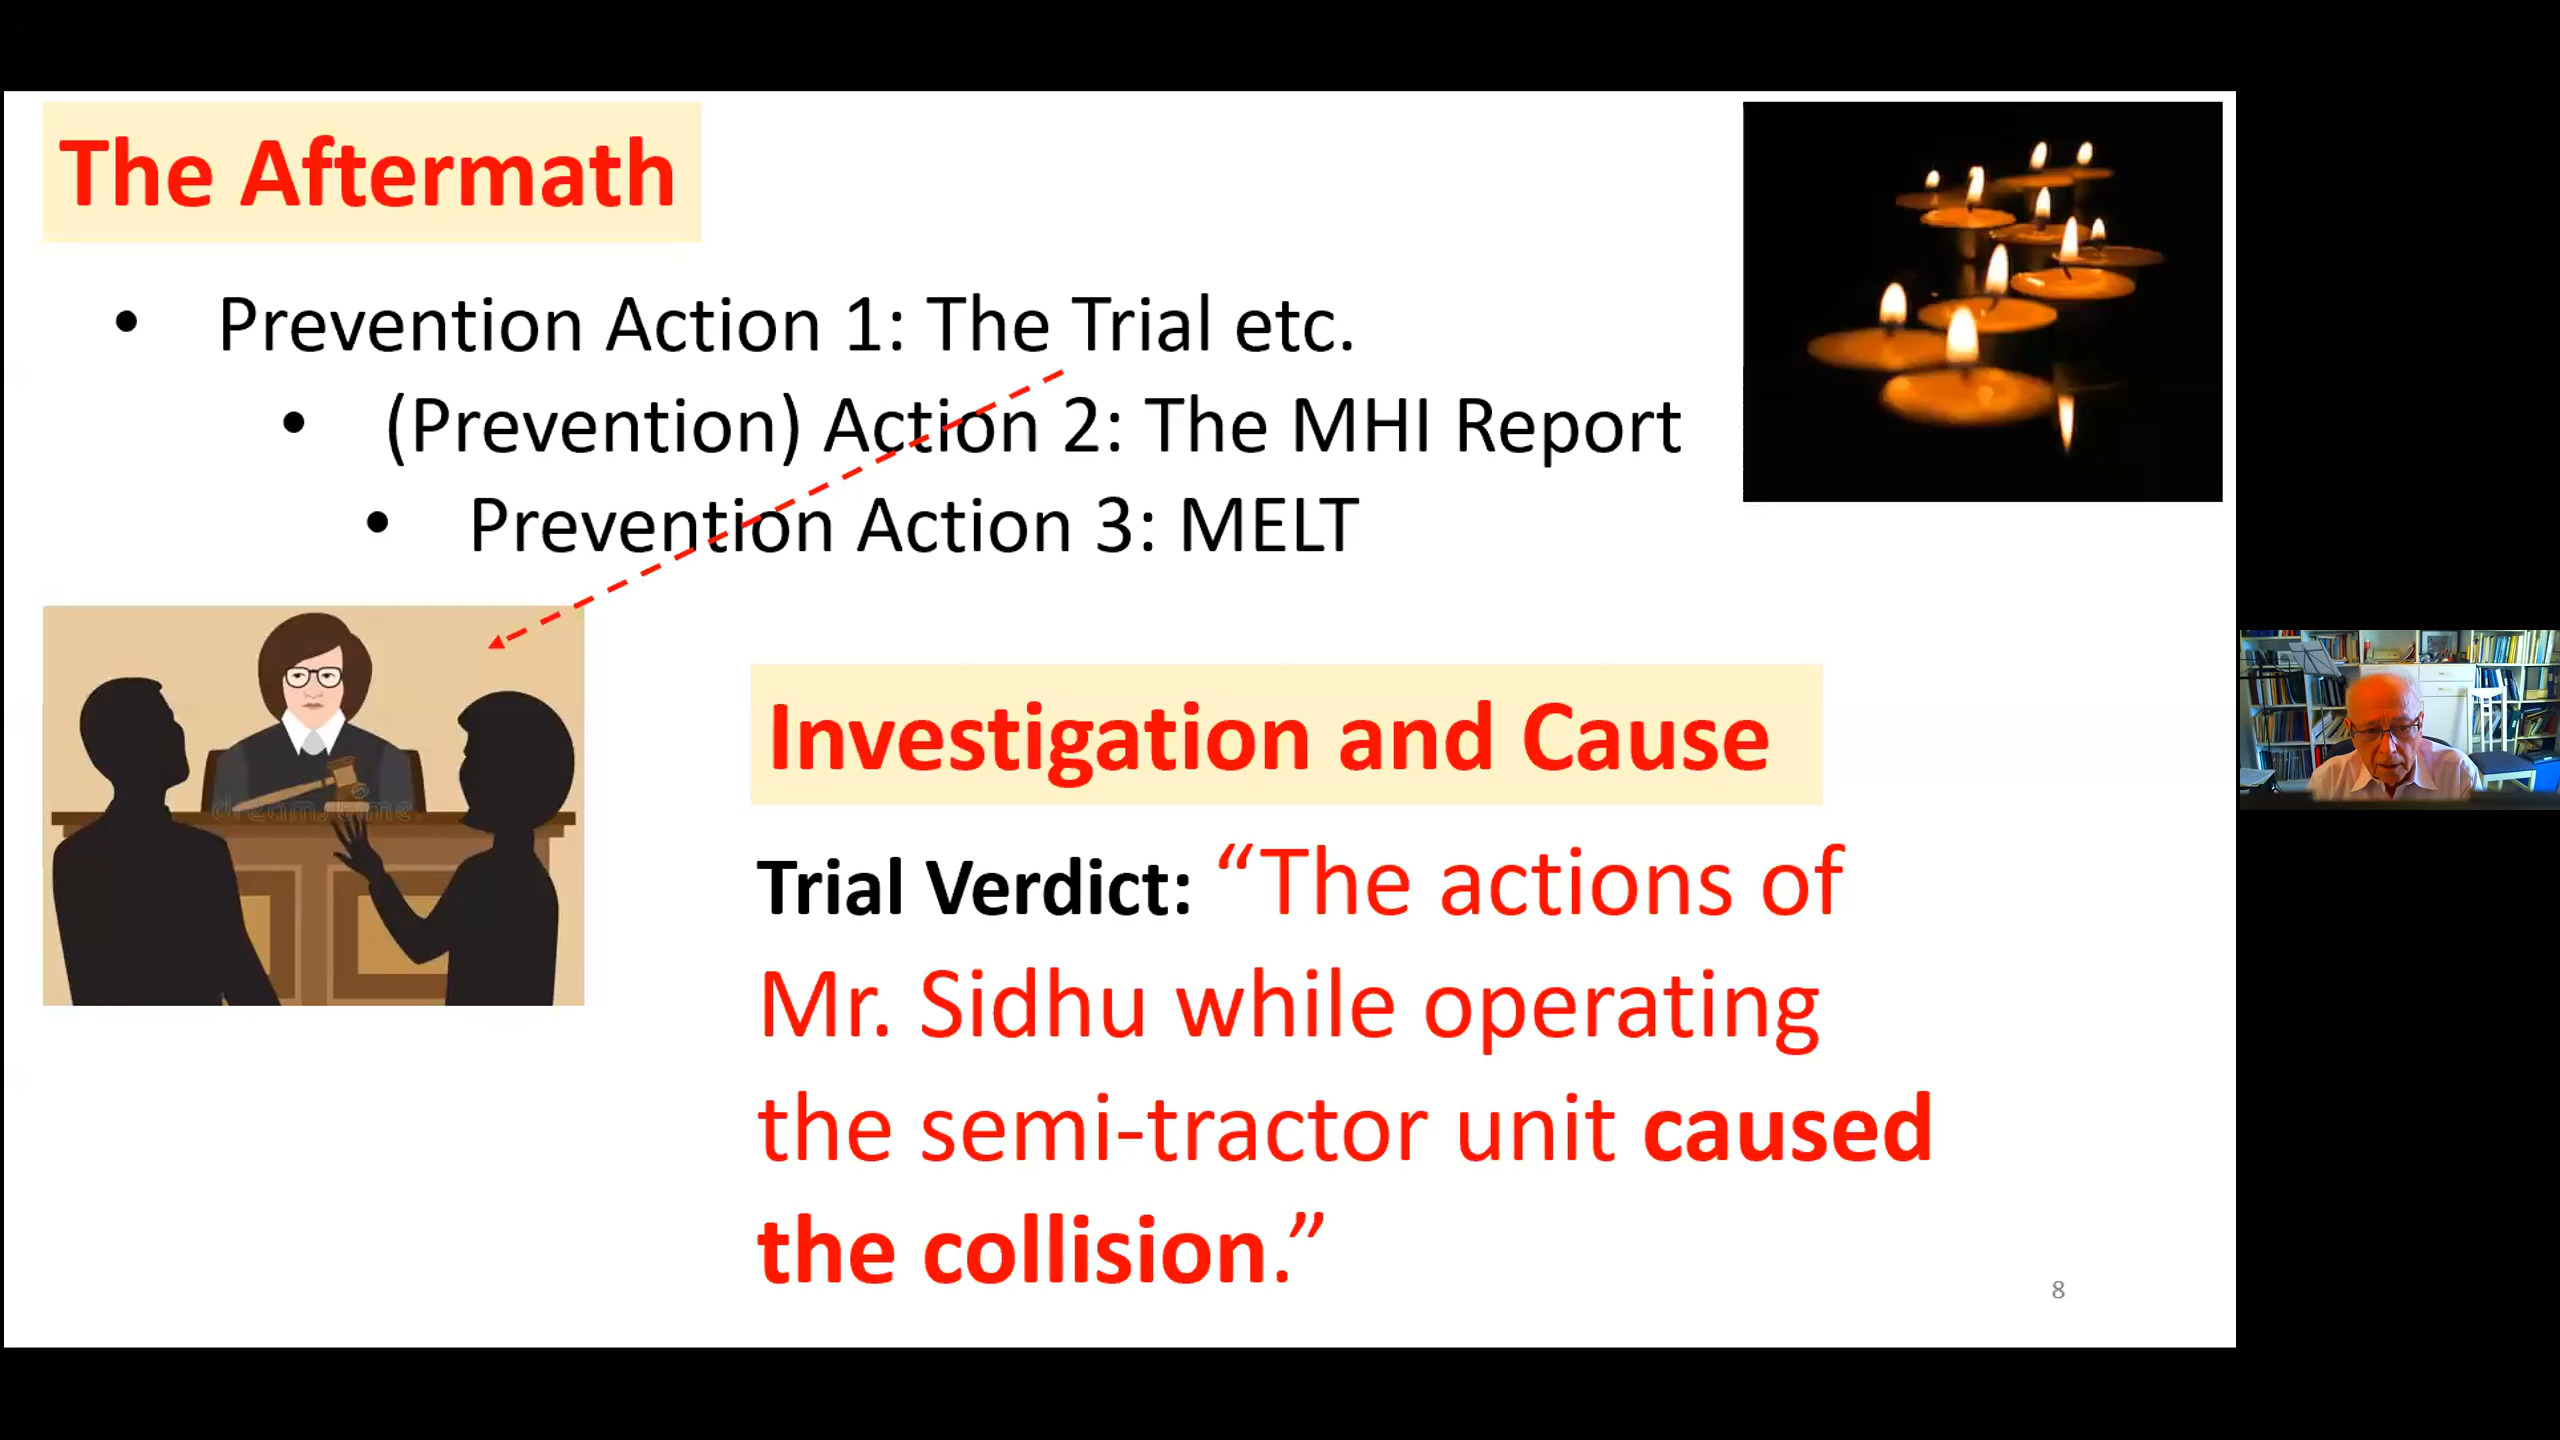 The Aftermath
• Prevention Action 1: The Trial etc.
• (Prevention) Action 2: The MHI Report
• Prevention Action 3: MELT
dreamstime
Investigation and Cause
Trial Verdict: “The actions of
Mr. Sidhu while operating
the semi-tractor unit caused
the collision.”
8